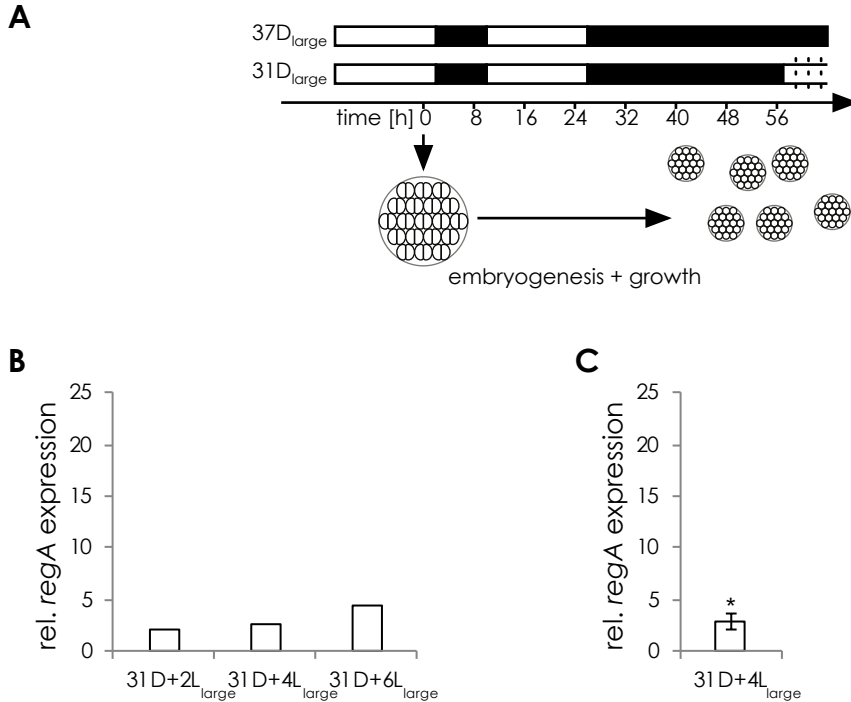 A
37D large
31D large
time [h] 0 8 16 24 32 40 48 56
embryogenesis + growth
B
rel. regA expression
25
20
15
10
5
0
31D+2L large 31D+4L large 31D+6L large
C
rel. regA expression
25
20
15
10
5
0
*
31D+4L large